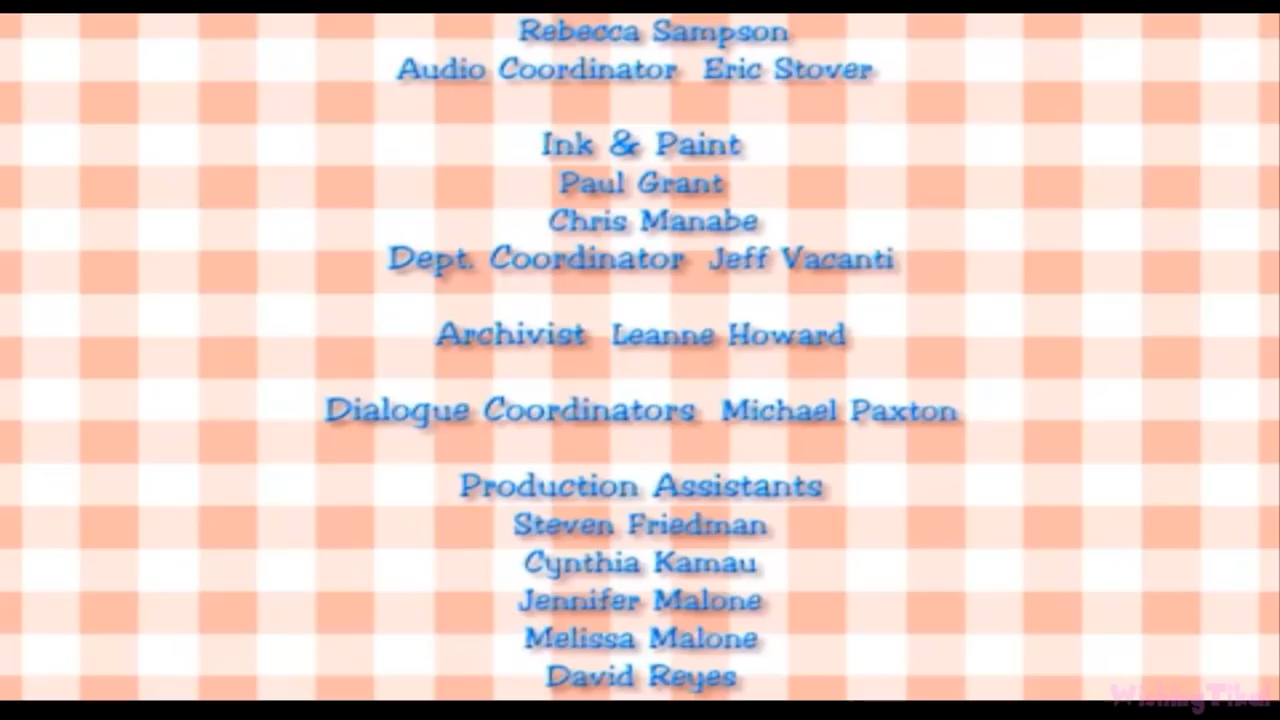 Rebecca Sampson
Audio Coordinator Eric Stover
Ink & Paint
Paul Grant
Chris Manabe
Dept. Coordinator Jeff Vacanti
Archivist Leanne Howard
Dialogue Coordinators Michael Paxton
Production Assistants
Steven Friedman
Cynthia Kamau
Jennifer Malone
Melissa Malone
David Reyes
WishingTikal